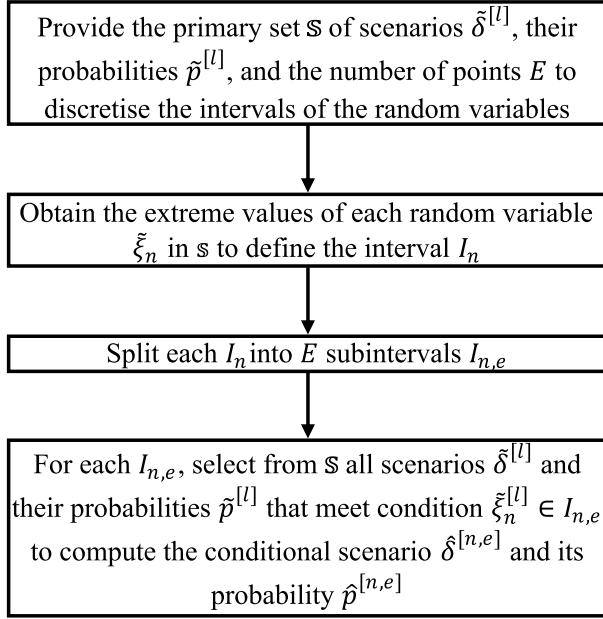 Provide the primary set 𝕊 of scenarios δ̃^[l], their
probabilities p̃^[l], and the number of points E to
discretise the intervals of the random variables
Obtain the extreme values of each random variable
ξ̃_n in 𝕤 to define the interval I_n
Split each I_n into E subintervals I_{n,e}
For each I_{n,e}, select from 𝕊 all scenarios δ̃^[l] and
their probabilities p̃^[l] that meet condition ξ̃_n^[l] ∈ I_{n,e}
to compute the conditional scenario δ̂^[n,e] and its
probability p̂^[n,e]